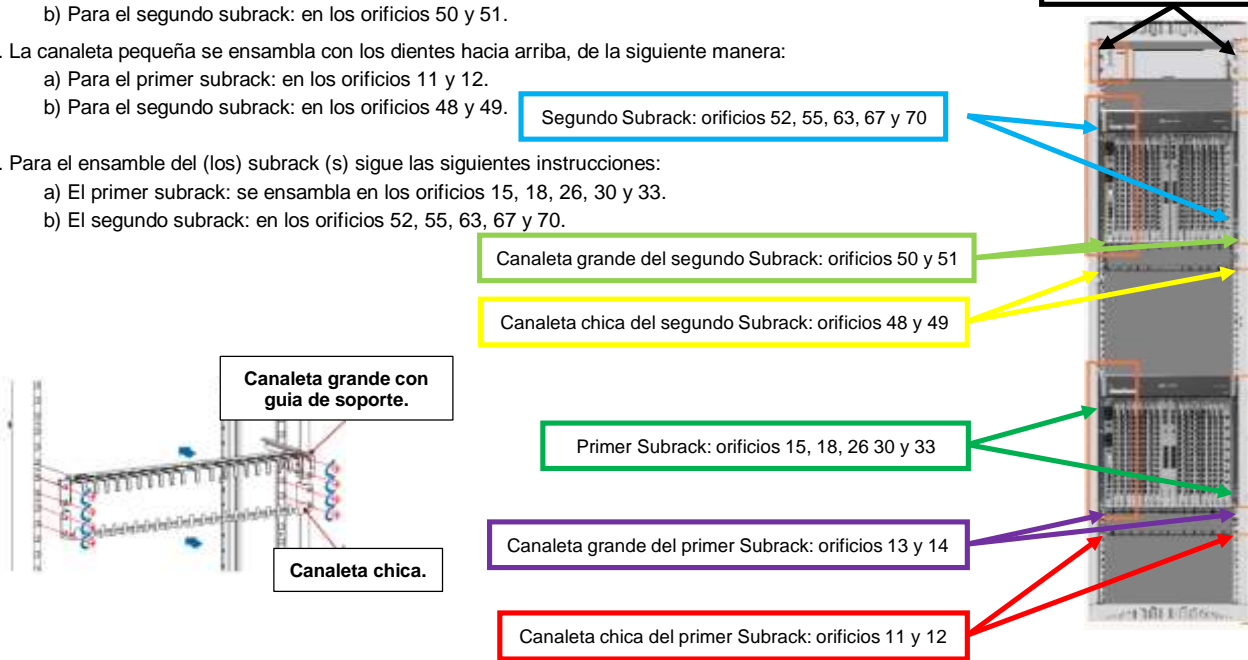 b) Para el segundo subrack: en los orificios 50 y 51.
. La canaleta pequeña se ensambla con los dientes hacia arriba, de la siguiente manera:
a) Para el primer subrack: en los orificios 11 y 12.
b) Para el segundo subrack: en los orificios 48 y 49.
Segundo Subrack: orificios 52, 55, 63, 67 y 70
. Para el ensamble del (los) subrack (s) sigue las siguientes instrucciones:
a) El primer subrack: se ensambla en los orificios 15, 18, 26, 30 y 33.
b) El segundo subrack: en los orificios 52, 55, 63, 67 y 70.
Canaleta grande del segundo Subrack: orificios 50 y 51
Canaleta chica del segundo Subrack: orificios 48 y 49
Canaleta grande con
guia de soporte.
Primer Subrack: orificios 15, 18, 26 30 y 33
Canaleta grande del primer Subrack: orificios 13 y 14
Canaleta chica.
Canaleta chica del primer Subrack: orificios 11 y 12